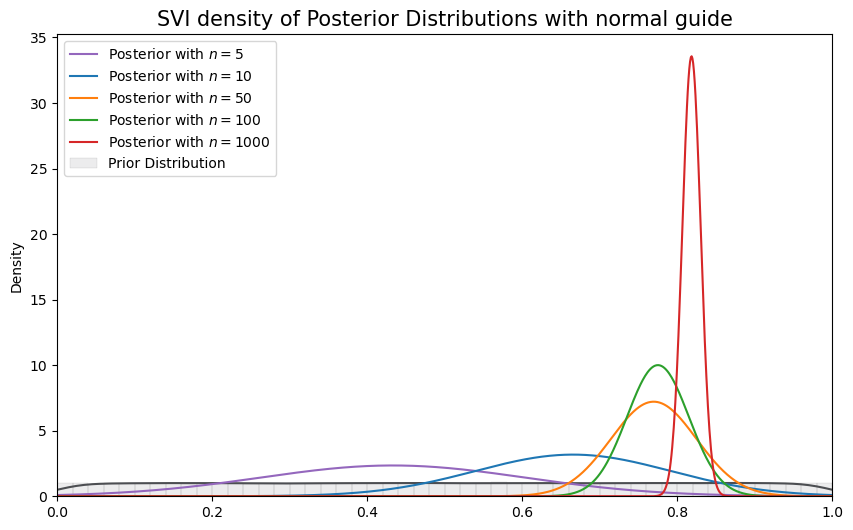 SVI density of Posterior Distributions with normal guide
35
30
25
20
15
10
5
0
Density
Posterior with n = 5
Posterior with n = 10
Posterior with n = 50
Posterior with n = 100
Posterior with n = 1000
Prior Distribution
0.0 0.2 0.4 0.6 0.8 1.0